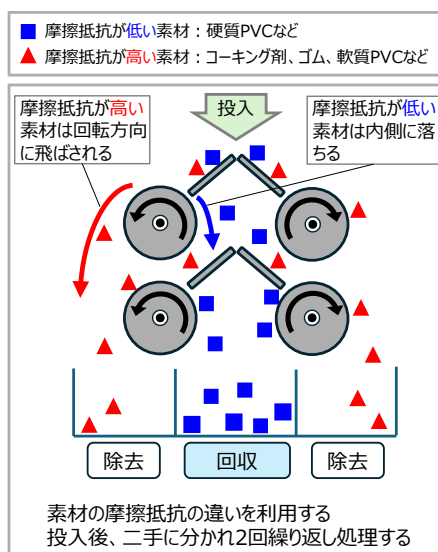 摩擦抵抗が低い素材：硬質PVCなど
摩擦抵抗が高い素材：コーキング剤、ゴム、軟質PVCなど
摩擦抵抗が高い
素材は回転方向
に飛ばされる
投入
摩擦抵抗が低い
素材は内側に落
ちる
除去
回収
除去
素材の摩擦抵抗の違いを利用する
投入後、二手に分かれ2回繰り返し処理する